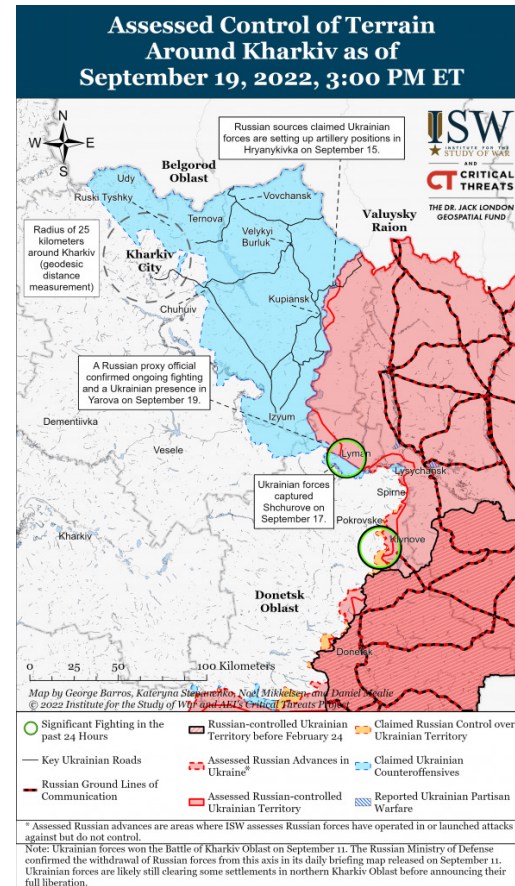 Assessed Control of Terrain
Around Kharkiv as of
September 19, 2022, 3:00 PM ET
N
W
E
S
Russian sources claimed Ukrainian
forces are setting up artillery positions in
Hryanykivka on September 15.
ISW
INSTITUTE FOR THE
STUDY OF WAR
AND
CT CRITICAL
THREATS
THE DR. JACK LONDON
GEOSPATIAL FUND
Belgorod
Oblast
Udy
Ruski Tyshky
Vovchansk
Ternova
Valuysky
Raion
Radius of 25
kilometers
around Kharkiv
(geodesic
distance
measurement)
Velykyi
Burluk
Kharkiv
City
Kupiansk
Chuhuiv
A Russian proxy official
confirmed ongoing fighting
and a Ukrainian presence in
Yarova on September 19.
Izyum
Dementiivka
Vesele
Lyman
Lysychansk
Ukrainian forces
captured
Shchurove on
September 17.
Spirne
Pokrovske
Kharkiv
Klynove
Donetsk
Oblast
Donetsk
0 25 50 100 Kilometers
Map by George Barros, Kateryna Stepanenko, Noel Mikkelsen, and Daniel Mealie
© 2022 Institute for the Study of War and AEI's Critical Threats Project
Significant Fighting in the
past 24 Hours
Key Ukrainian Roads
Russian Ground Lines of
Communication
Russian-controlled Ukrainian
Territory before February 24
Assessed Russian Advances in
Ukraine*
Assessed Russian-controlled
Ukrainian Territory
Claimed Russian Control over
Ukrainian Territory
Claimed Ukrainian
Counteroffensives
Reported Ukrainian Partisan
Warfare
* Assessed Russian advances are areas where ISW assesses Russian forces have operated in or launched attacks
against but do not control.
Note: Ukrainian forces won the Battle of Kharkiv Oblast on September 11. The Russian Ministry of Defense
confirmed the withdrawal of Russian forces from this axis in its daily briefing map released on September 11.
Ukrainian forces are likely still clearing some settlements in northern Kharkiv Oblast before announcing their
full liberation.